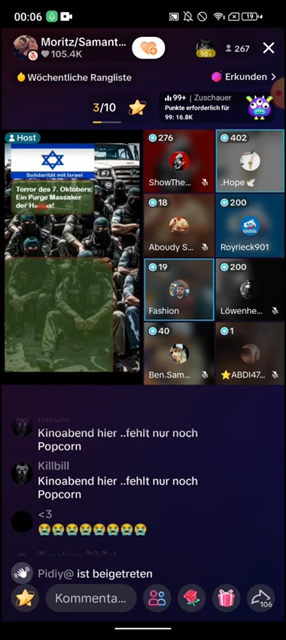 00:06
19
Moritz/Samant...
105.4K
267
Wöchentliche Rangliste
Erkunden >
3/10
99+ | Zuschauer
Punkte erforderlich für
99: 16.8K
Host
Solidarität mit Israel
Terror des 7. Oktobers:
Ein Purge Massaker
der Hamas!
276
ShowThe...
402
.Hope
18
Aboudy S...
200
Royrieck901
19
Fashion
200
Löwenhe...
40
Ben.Sam...
1
ABDI47...
Killbill
Kinoabend hier ..fehlt nur noch
Popcorn
Killbill
Kinoabend hier ..fehlt nur noch
Popcorn
<3
😭😭😭😭😭😭😭😭
Pidiy@ ist beigetreten
Kommenta...
106